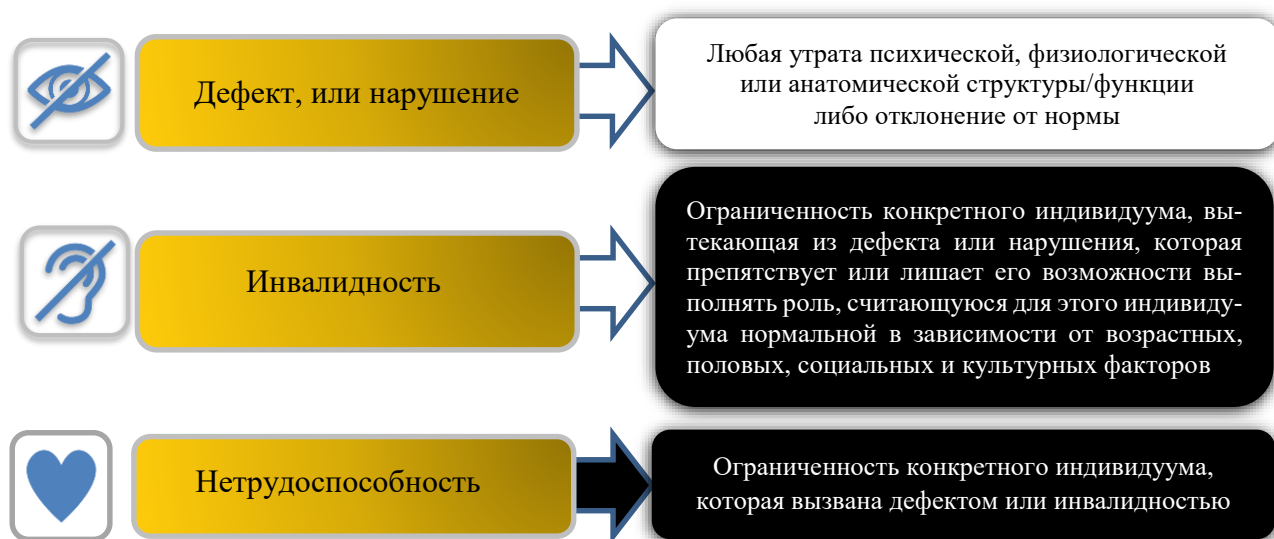 Дефект, или нарушение
Любая утрата психической, физиологической
или анатомической структуры/функции
либо отклонение от нормы
Инвалидность
Ограниченность конкретного индивидуума, вы-
текающая из дефекта или нарушения, которая
препятствует или лишает его возможности вы-
полнять роль, считающуюся для этого индивиду-
ума нормальной в зависимости от возрастных,
половых, социальных и культурных факторов
Нетрудоспособность
Ограниченность конкретного индивидуума,
которая вызвана дефектом или инвалидностью